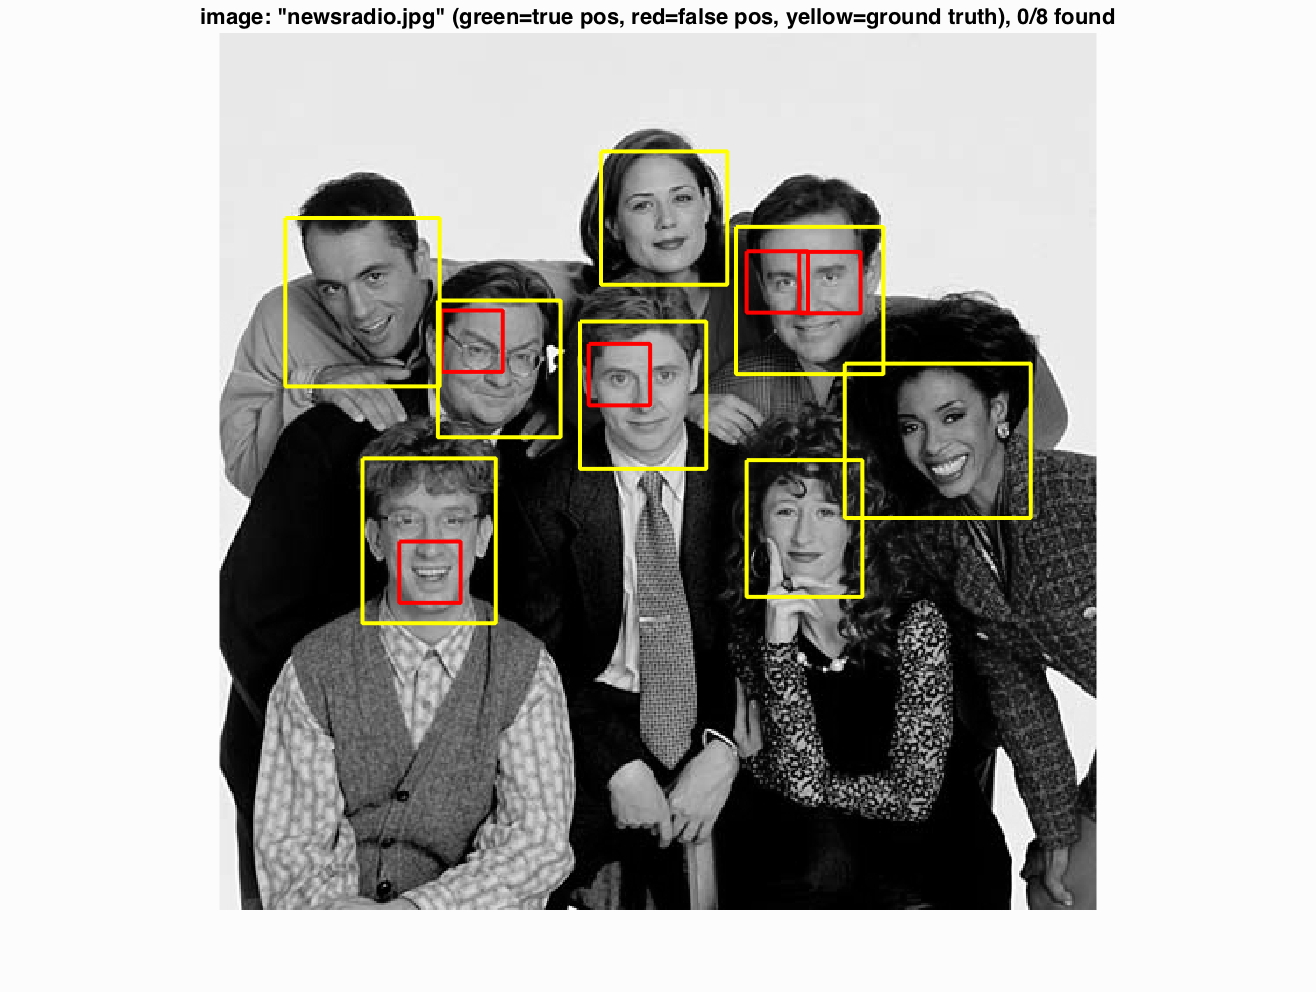 image: "newsradio.jpg" (green=true pos, red=false pos, yellow=ground truth), 0/8 found